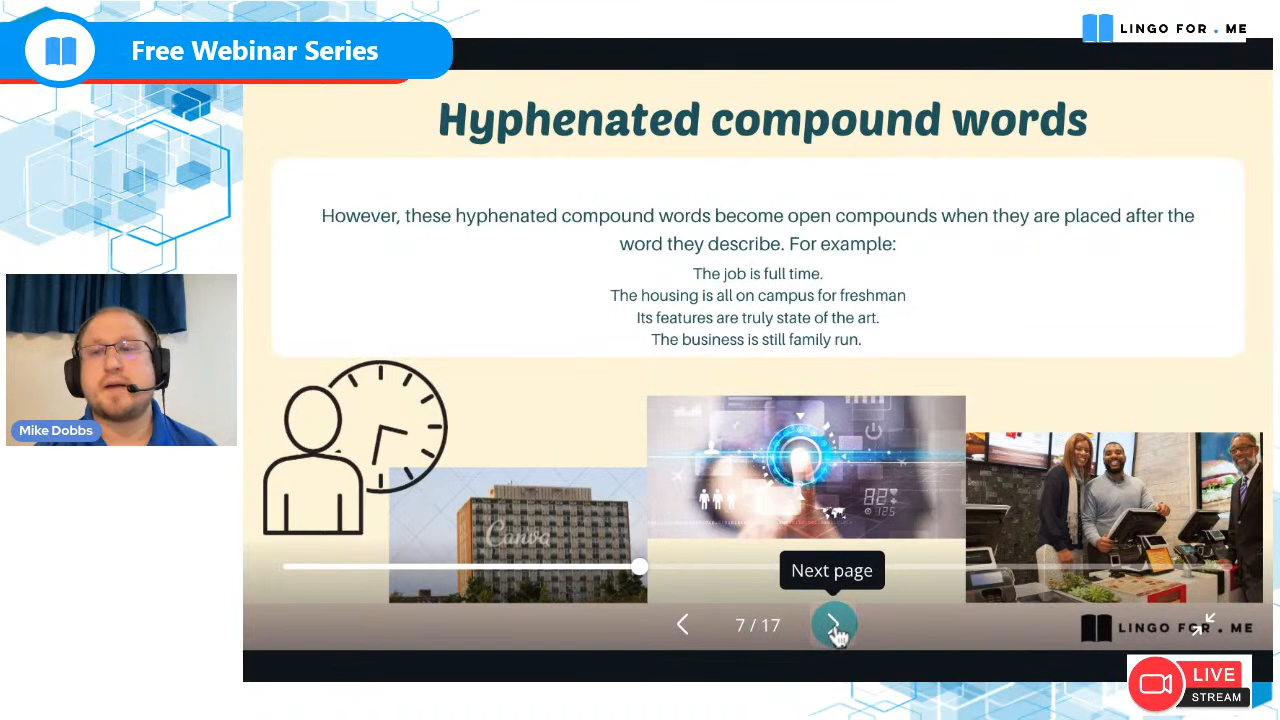 Free Webinar Series
LINGO FOR . ME
Hyphenated compound words
However, these hyphenated compound words become open compounds when they are placed after the
word they describe. For example:
The job is full time.
The housing is all on campus for freshman
Its features are truly state of the art.
The business is still family run.
Mike Dobbs
Canva
82
125
Next page
7 / 17
LINGO FOR . ME
LIVE
STREAM